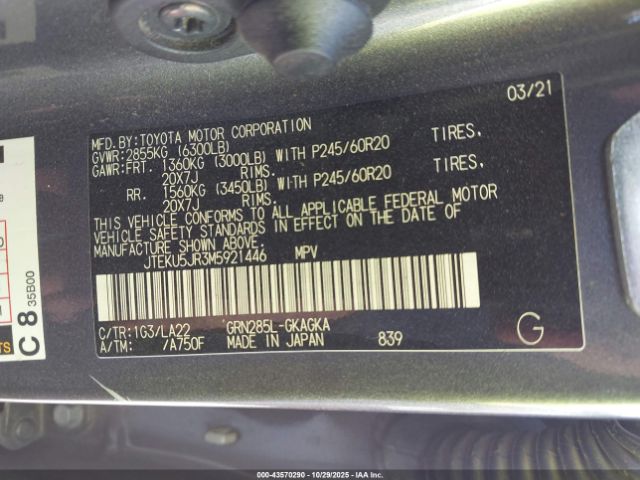 03/21
MFD.BY:TOYOTA MOTOR CORPORATION
GVWR:2855KG (6300LB)
GAWR:FRT. 1360KG (3000LB) WITH P245/60R20 TIRES,
20X7J RIMS.
RR. 1560KG (3450LB) WITH P245/60R20 TIRES,
20X7J RIMS.
THIS VEHICLE CONFORMS TO ALL APPLICABLE FEDERAL MOTOR
VEHICLE SAFETY STANDARDS IN EFFECT ON THE DATE OF
MANUFACTURE SHOWN ABOVE.
JTEKU5JR3M5921446 MPV
C/TR:1G3/LA22 GRN285L-GKAGKA
A/TM: /A750F MADE IN JAPAN 839
G
C 8 35B00
000-43570290 - 10/29/2025 - IAA Inc.